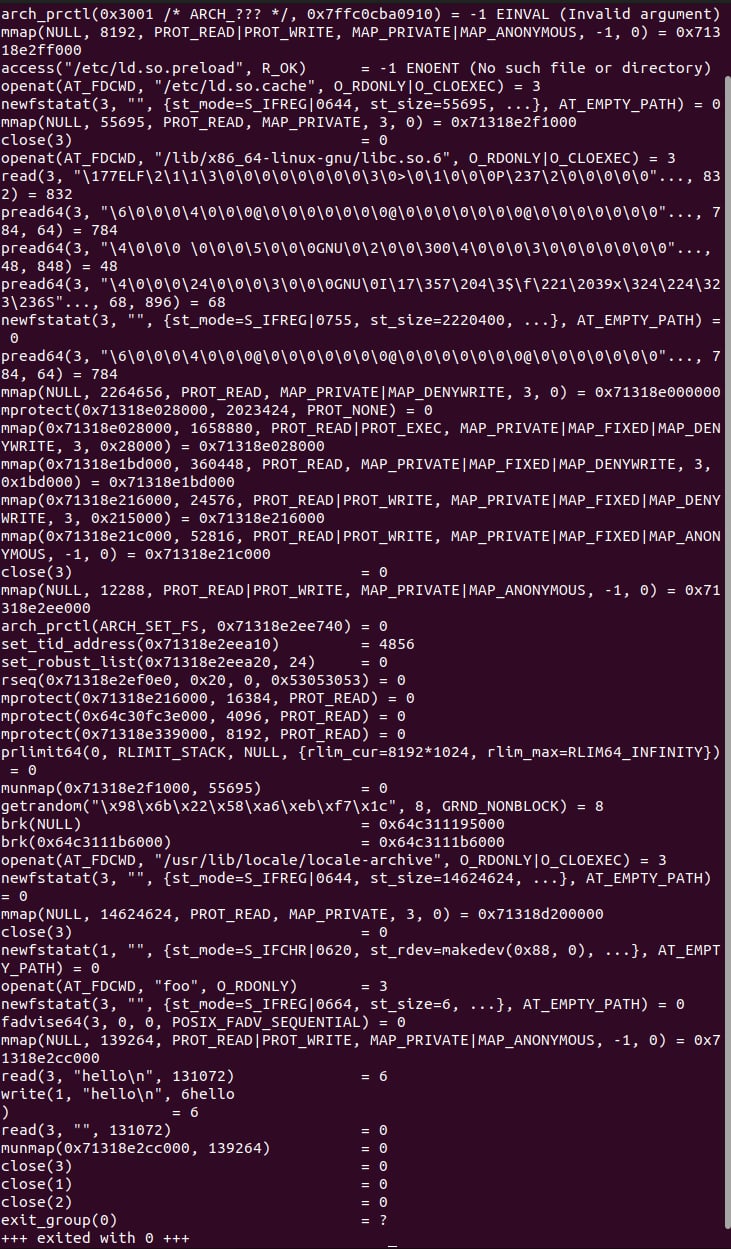 arch_prctl(0x3001 /* ARCH_??? */, 0x7ffc0cba0910) = -1 EINVAL (Invalid argument)
mmap(NULL, 8192, PROT_READ|PROT_WRITE, MAP_PRIVATE|MAP_ANONYMOUS, -1, 0) = 0x713
18e2ff000
access("/etc/ld.so.preload", R_OK)      = -1 ENOENT (No such file or directory)
openat(AT_FDCWD, "/etc/ld.so.cache", O_RDONLY|O_CLOEXEC) = 3
newfstatat(3, "", {st_mode=S_IFREG|0644, st_size=55695, ...}, AT_EMPTY_PATH) = 0
mmap(NULL, 55695, PROT_READ, MAP_PRIVATE, 3, 0) = 0x71318e2f1000
close(3)                                = 0
openat(AT_FDCWD, "/lib/x86_64-linux-gnu/libc.so.6", O_RDONLY|O_CLOEXEC) = 3
read(3, "\177ELF\2\1\1\3\0\0\0\0\0\0\0\0\3\0>\0\1\0\0\0P\237\2\0\0\0\0\0"..., 83
2) = 832
pread64(3, "\6\0\0\0\4\0\0\0@\0\0\0\0\0\0\0@\0\0\0\0\0\0\0@\0\0\0\0\0\0\0"..., 7
84, 64) = 784
pread64(3, "\4\0\0\0 \0\0\0\5\0\0\0GNU\0\2\0\0\300\4\0\0\0\3\0\0\0\0\0\0\0"..., 
48, 848) = 48
pread64(3, "\4\0\0\0\24\0\0\0\3\0\0\0GNU\0I\17\357\204\3$\f\221\2039x\324\224\32
3\236S"..., 68, 896) = 68
newfstatat(3, "", {st_mode=S_IFREG|0755, st_size=2220400, ...}, AT_EMPTY_PATH) =
 0
pread64(3, "\6\0\0\0\4\0\0\0@\0\0\0\0\0\0\0@\0\0\0\0\0\0\0@\0\0\0\0\0\0\0"..., 7
84, 64) = 784
mmap(NULL, 2264656, PROT_READ, MAP_PRIVATE|MAP_DENYWRITE, 3, 0) = 0x71318e000000
mprotect(0x71318e028000, 2023424, PROT_NONE) = 0
mmap(0x71318e028000, 1658880, PROT_READ|PROT_EXEC, MAP_PRIVATE|MAP_FIXED|MAP_DEN
YWRITE, 3, 0x28000) = 0x71318e028000
mmap(0x71318e1bd000, 360448, PROT_READ, MAP_PRIVATE|MAP_FIXED|MAP_DENYWRITE, 3, 
0x1bd000) = 0x71318e1bd000
mmap(0x71318e216000, 24576, PROT_READ|PROT_WRITE, MAP_PRIVATE|MAP_FIXED|MAP_DENY
WRITE, 3, 0x215000) = 0x71318e216000
mmap(0x71318e21c000, 52816, PROT_READ|PROT_WRITE, MAP_PRIVATE|MAP_FIXED|MAP_ANON
YMOUS, -1, 0) = 0x71318e21c000
close(3)                                = 0
mmap(NULL, 12288, PROT_READ|PROT_WRITE, MAP_PRIVATE|MAP_ANONYMOUS, -1, 0) = 0x71
318e2ee000
arch_prctl(ARCH_SET_FS, 0x71318e2ee740) = 0
set_tid_address(0x71318e2eea10)         = 4856
set_robust_list(0x71318e2eea20, 24)     = 0
rseq(0x71318e2ef0e0, 0x20, 0, 0x53053053) = 0
mprotect(0x71318e216000, 16384, PROT_READ) = 0
mprotect(0x64c30fc3e000, 4096, PROT_READ) = 0
mprotect(0x71318e339000, 8192, PROT_READ) = 0
prlimit64(0, RLIMIT_STACK, NULL, {rlim_cur=8192*1024, rlim_max=RLIM64_INFINITY})
 = 0
munmap(0x71318e2f1000, 55695)           = 0
getrandom("\x98\x6b\x22\x58\xa6\xeb\xf7\x1c", 8, GRND_NONBLOCK) = 8
brk(NULL)                               = 0x64c311195000
brk(0x64c3111b6000)                     = 0x64c3111b6000
openat(AT_FDCWD, "/usr/lib/locale/locale-archive", O_RDONLY|O_CLOEXEC) = 3
newfstatat(3, "", {st_mode=S_IFREG|0644, st_size=14624624, ...}, AT_EMPTY_PATH) 
= 0
mmap(NULL, 14624624, PROT_READ, MAP_PRIVATE, 3, 0) = 0x71318d200000
close(3)                                = 0
newfstatat(1, "", {st_mode=S_IFCHR|0620, st_rdev=makedev(0x88, 0), ...}, AT_EMPT
Y_PATH) = 0
openat(AT_FDCWD, "foo", O_RDONLY)       = 3
newfstatat(3, "", {st_mode=S_IFREG|0664, st_size=6, ...}, AT_EMPTY_PATH) = 0
fadvise64(3, 0, 0, POSIX_FADV_SEQUENTIAL) = 0
mmap(NULL, 139264, PROT_READ|PROT_WRITE, MAP_PRIVATE|MAP_ANONYMOUS, -1, 0) = 0x7
1318e2cc000
read(3, "hello\n", 131072)              = 6
write(1, "hello\n", 6hello
)                  = 6
read(3, "", 131072)                     = 0
munmap(0x71318e2cc000, 139264)          = 0
close(3)                                = 0
close(1)                                = 0
close(2)                                = 0
exit_group(0)                           = ?
+++ exited with 0 +++